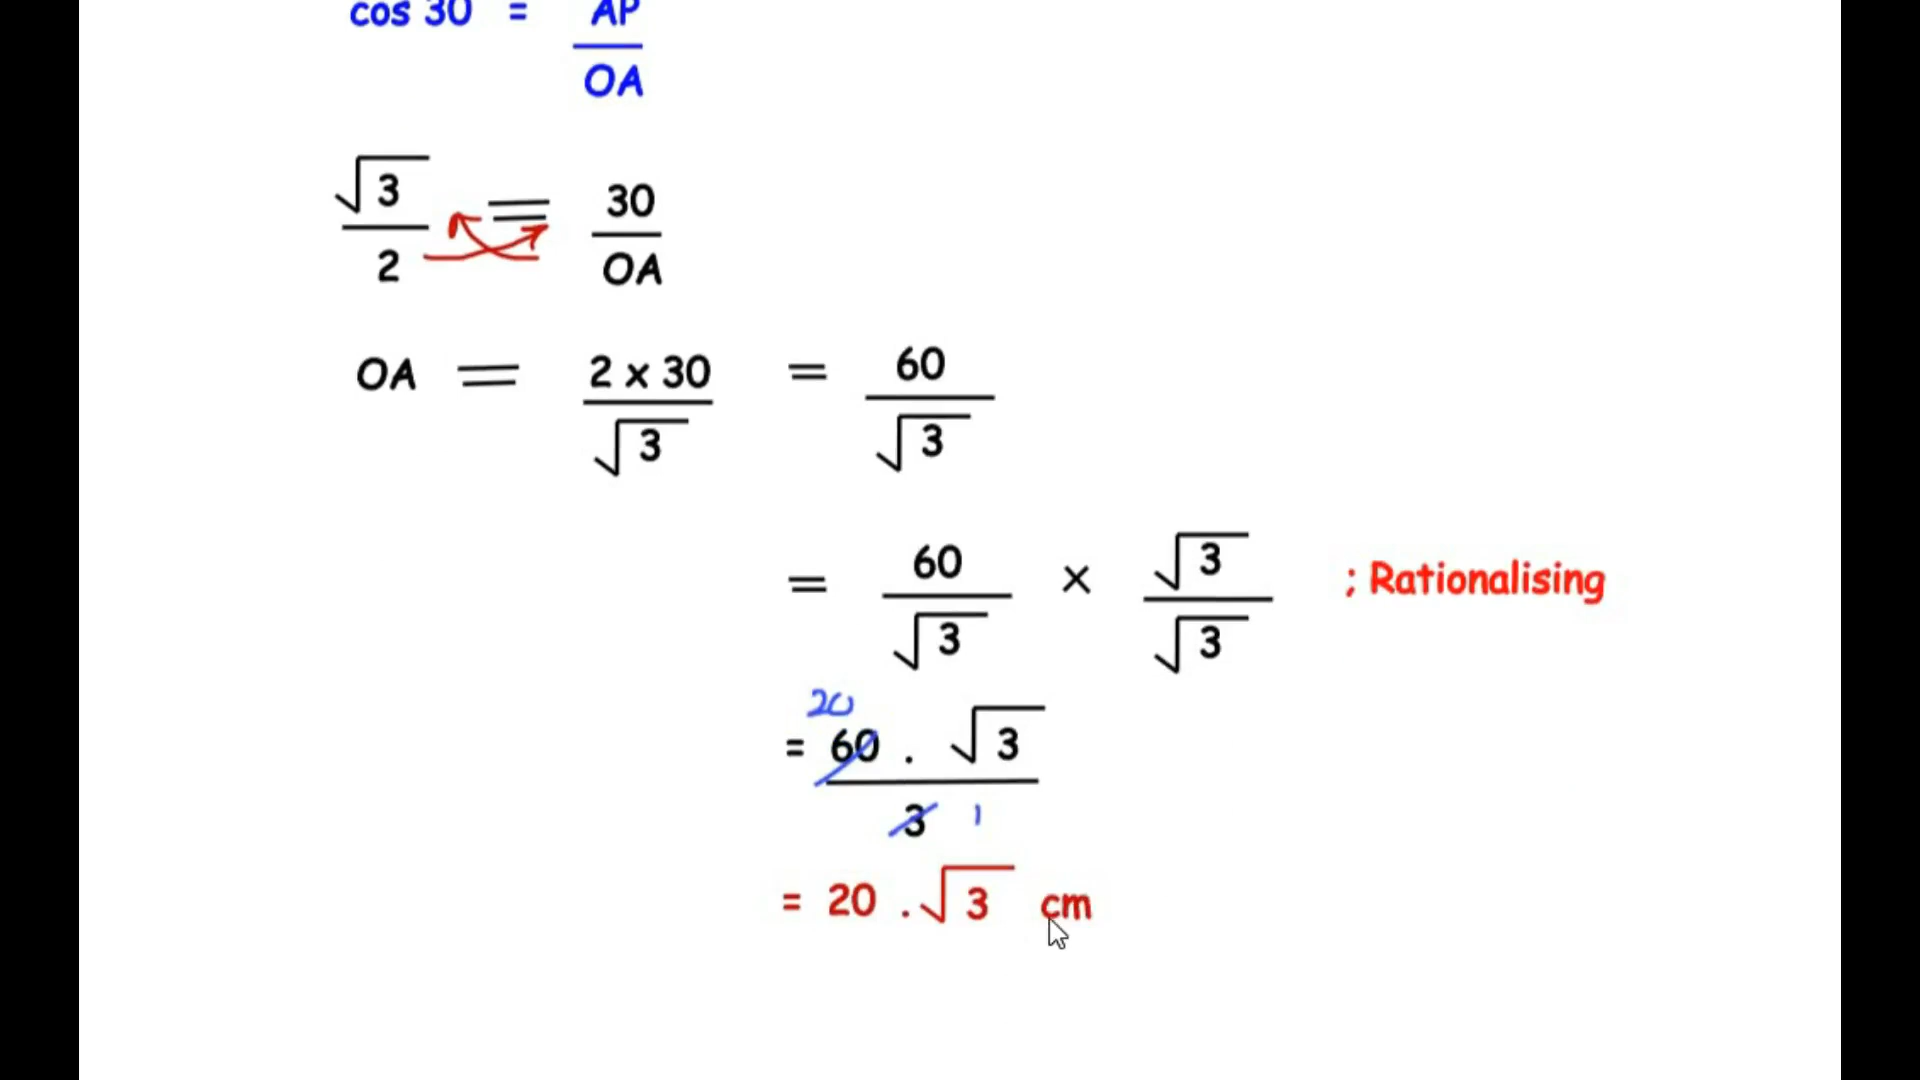 cos 30 = AP / OA
√3 / 2 = 30 / OA
OA = 2 x 30 / √3 = 60 / √3
= 60 / √3 × √3 / √3 ; Rationalising
20
= 60 . √3 / 3 1
= 20 . √3 cm